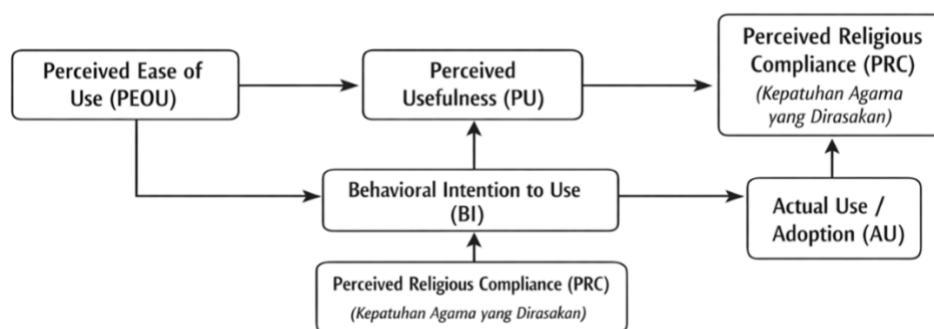 Perceived Ease of
Use (PEOU)
Perceived
Usefulness (PU)
Perceived Religious
Compliance (PRC)
(Kepatuhan Agama
yang Dirasakan)
Behavioral Intention to Use
(BI)
Actual Use /
Adoption (AU)
Perceived Religious Compliance (PRC)
(Kepatuhan Agama yang Dirasakan)